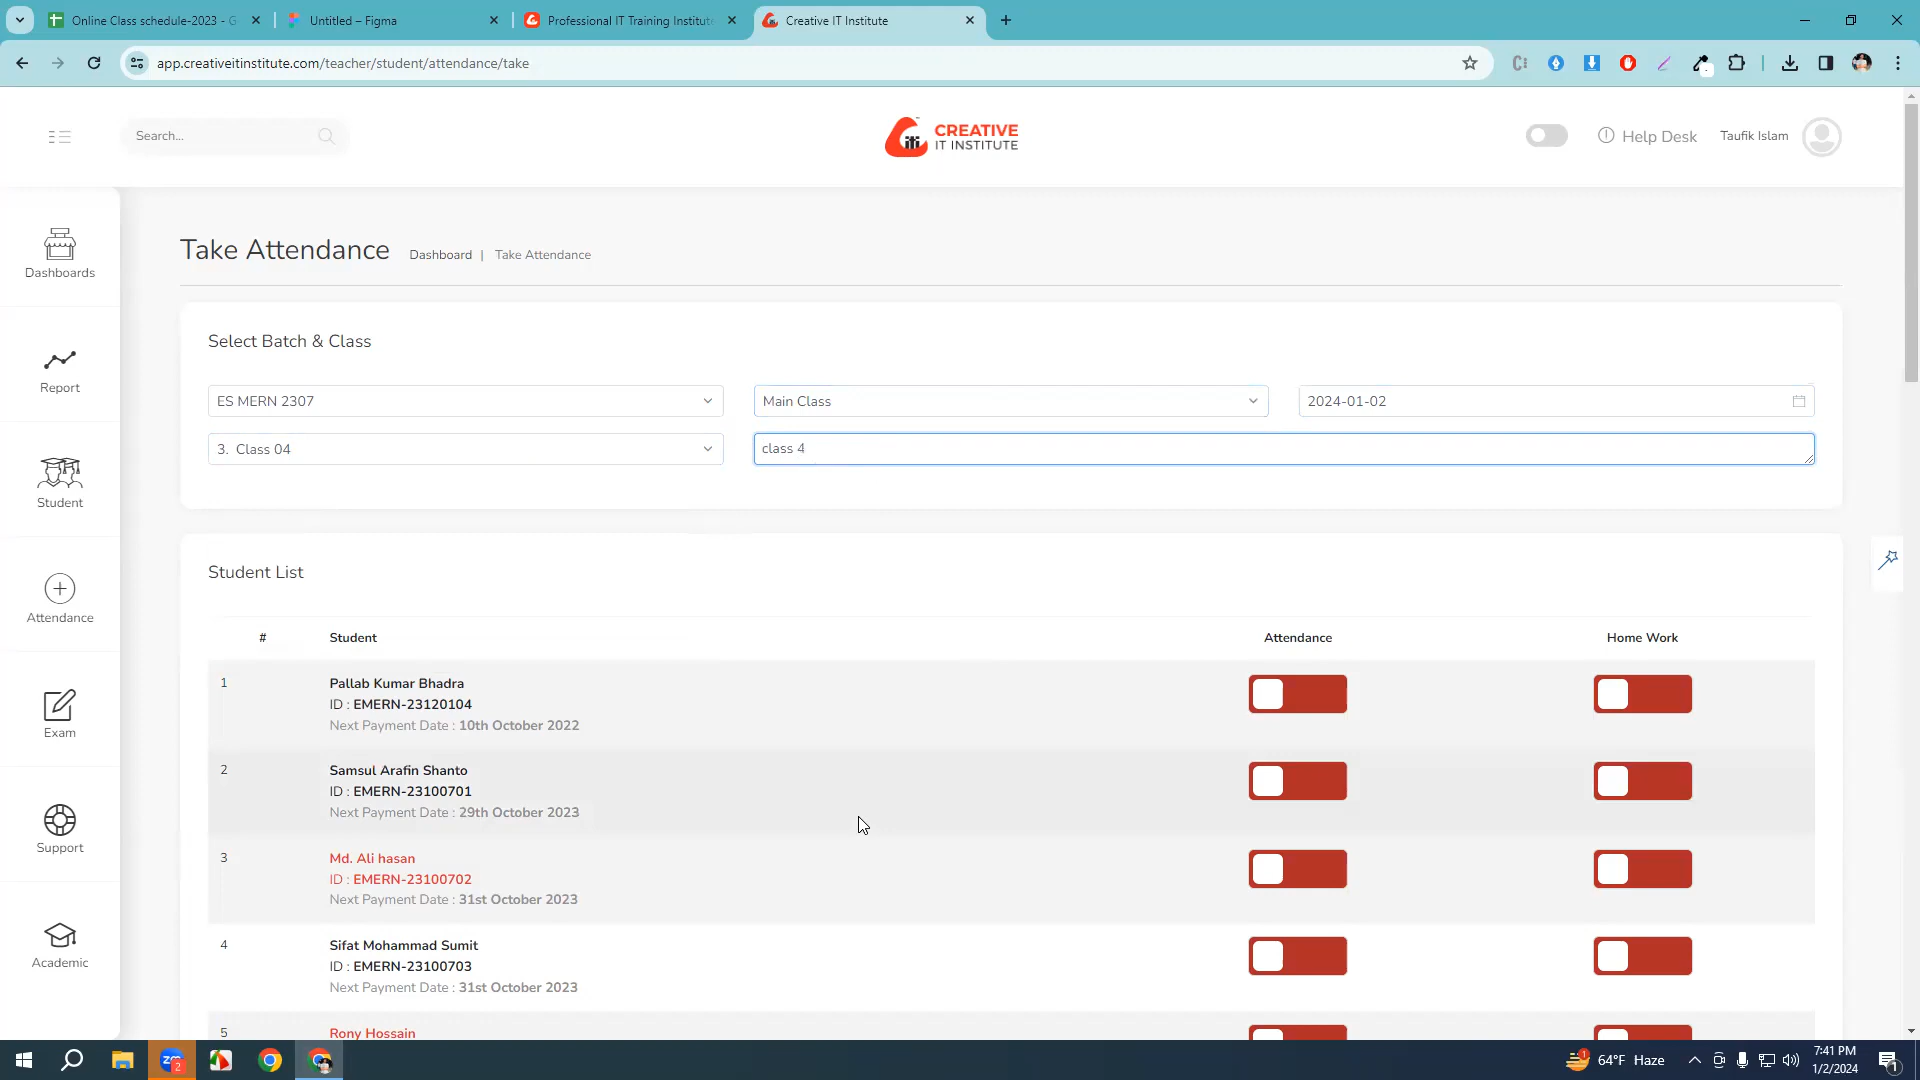 Online Class schedule-2023 - G
Untitled – Figma
Professional IT Training Institute
Creative IT Institute
app.creativeitinstitute.com/teacher/student/attendance/take
Search...
CREATIVE
IT INSTITUTE
Help Desk
Taufik Islam
Dashboards
Report
Student
Attendance
Exam
Support
Academic
Take Attendance
Dashboard | Take Attendance
Select Batch & Class
ES MERN 2307
Main Class
2024-01-02
3. Class 04
class 4
Student List
# Student Attendance Home Work
1 Pallab Kumar Bhadra
ID : EMERN-23120104
Next Payment Date : 10th October 2022
2 Samsul Arafin Shanto
ID : EMERN-23100701
Next Payment Date : 29th October 2023
3 Md. Ali hasan
ID : EMERN-23100702
Next Payment Date : 31st October 2023
4 Sifat Mohammad Sumit
ID : EMERN-23100703
Next Payment Date : 31st October 2023
5 Rony Hossain
64°F Haze
7:41 PM
1/2/2024